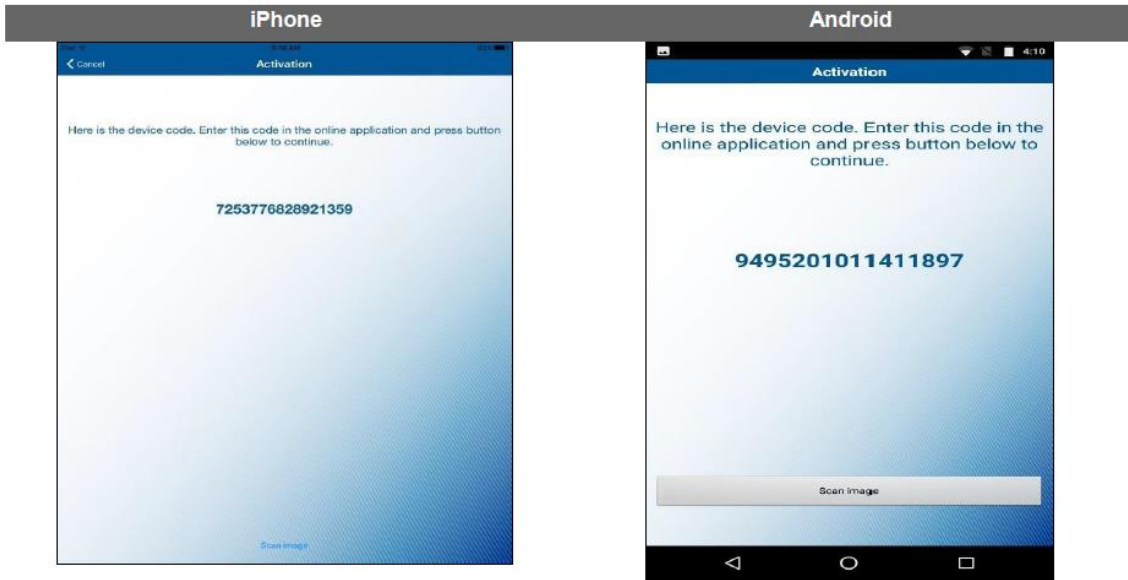 iPhone
Android
Cancel
Activation
Here is the device code. Enter this code in the online application and press button
below to continue.
7253776828921359
Scan image
4:10
Activation
Here is the device code. Enter this code in the
online application and press button below to
continue.
9495201011411897
Scan image